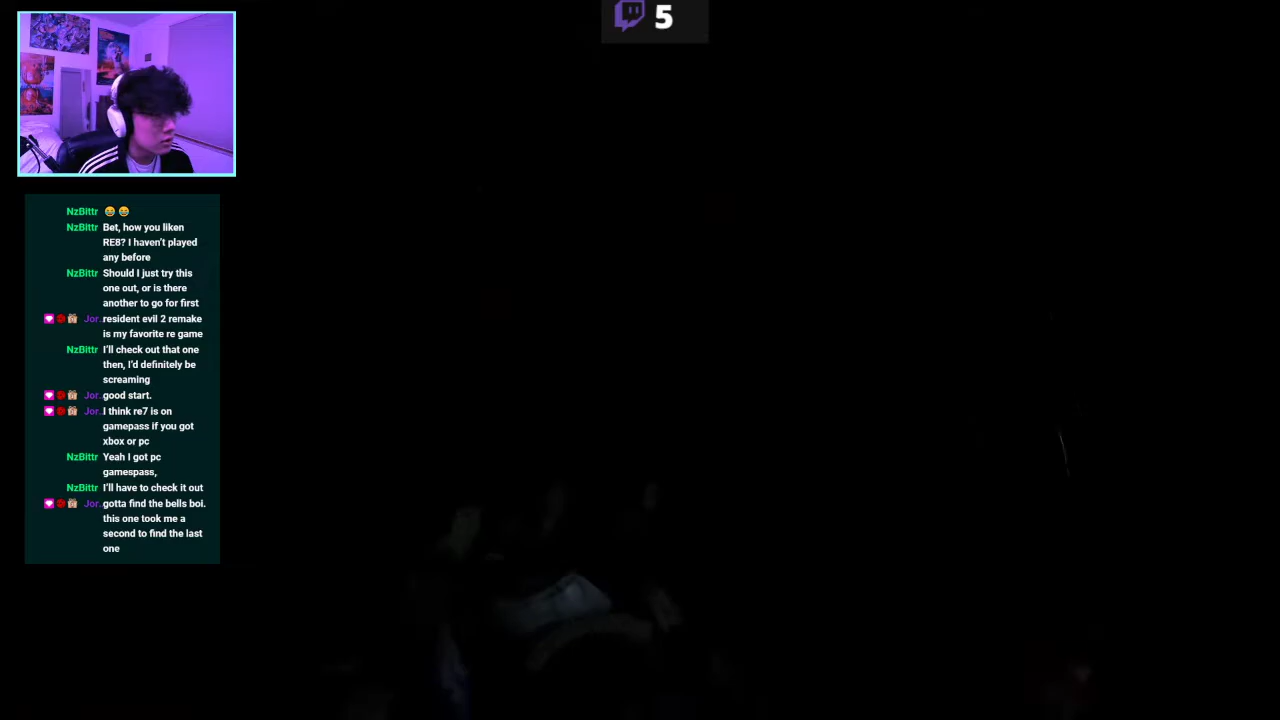 5
NzBittr 😂 😂
NzBittr Bet, how you liken
RE8? I haven't played
any before
NzBittr Should I just try this
one out, or is there
another to go for first
Jor..resident evil 2 remake
is my favorite re game
NzBittr I'll check out that one
then, I'd definitely be
screaming
Jor..good start.
Jor..I think re7 is on
gamepass if you got
xbox or pc
NzBittr Yeah I got pc
gamespass,
NzBittr I'll have to check it out
Jor..gotta find the bells boi.
this one took me a
second to find the last
one